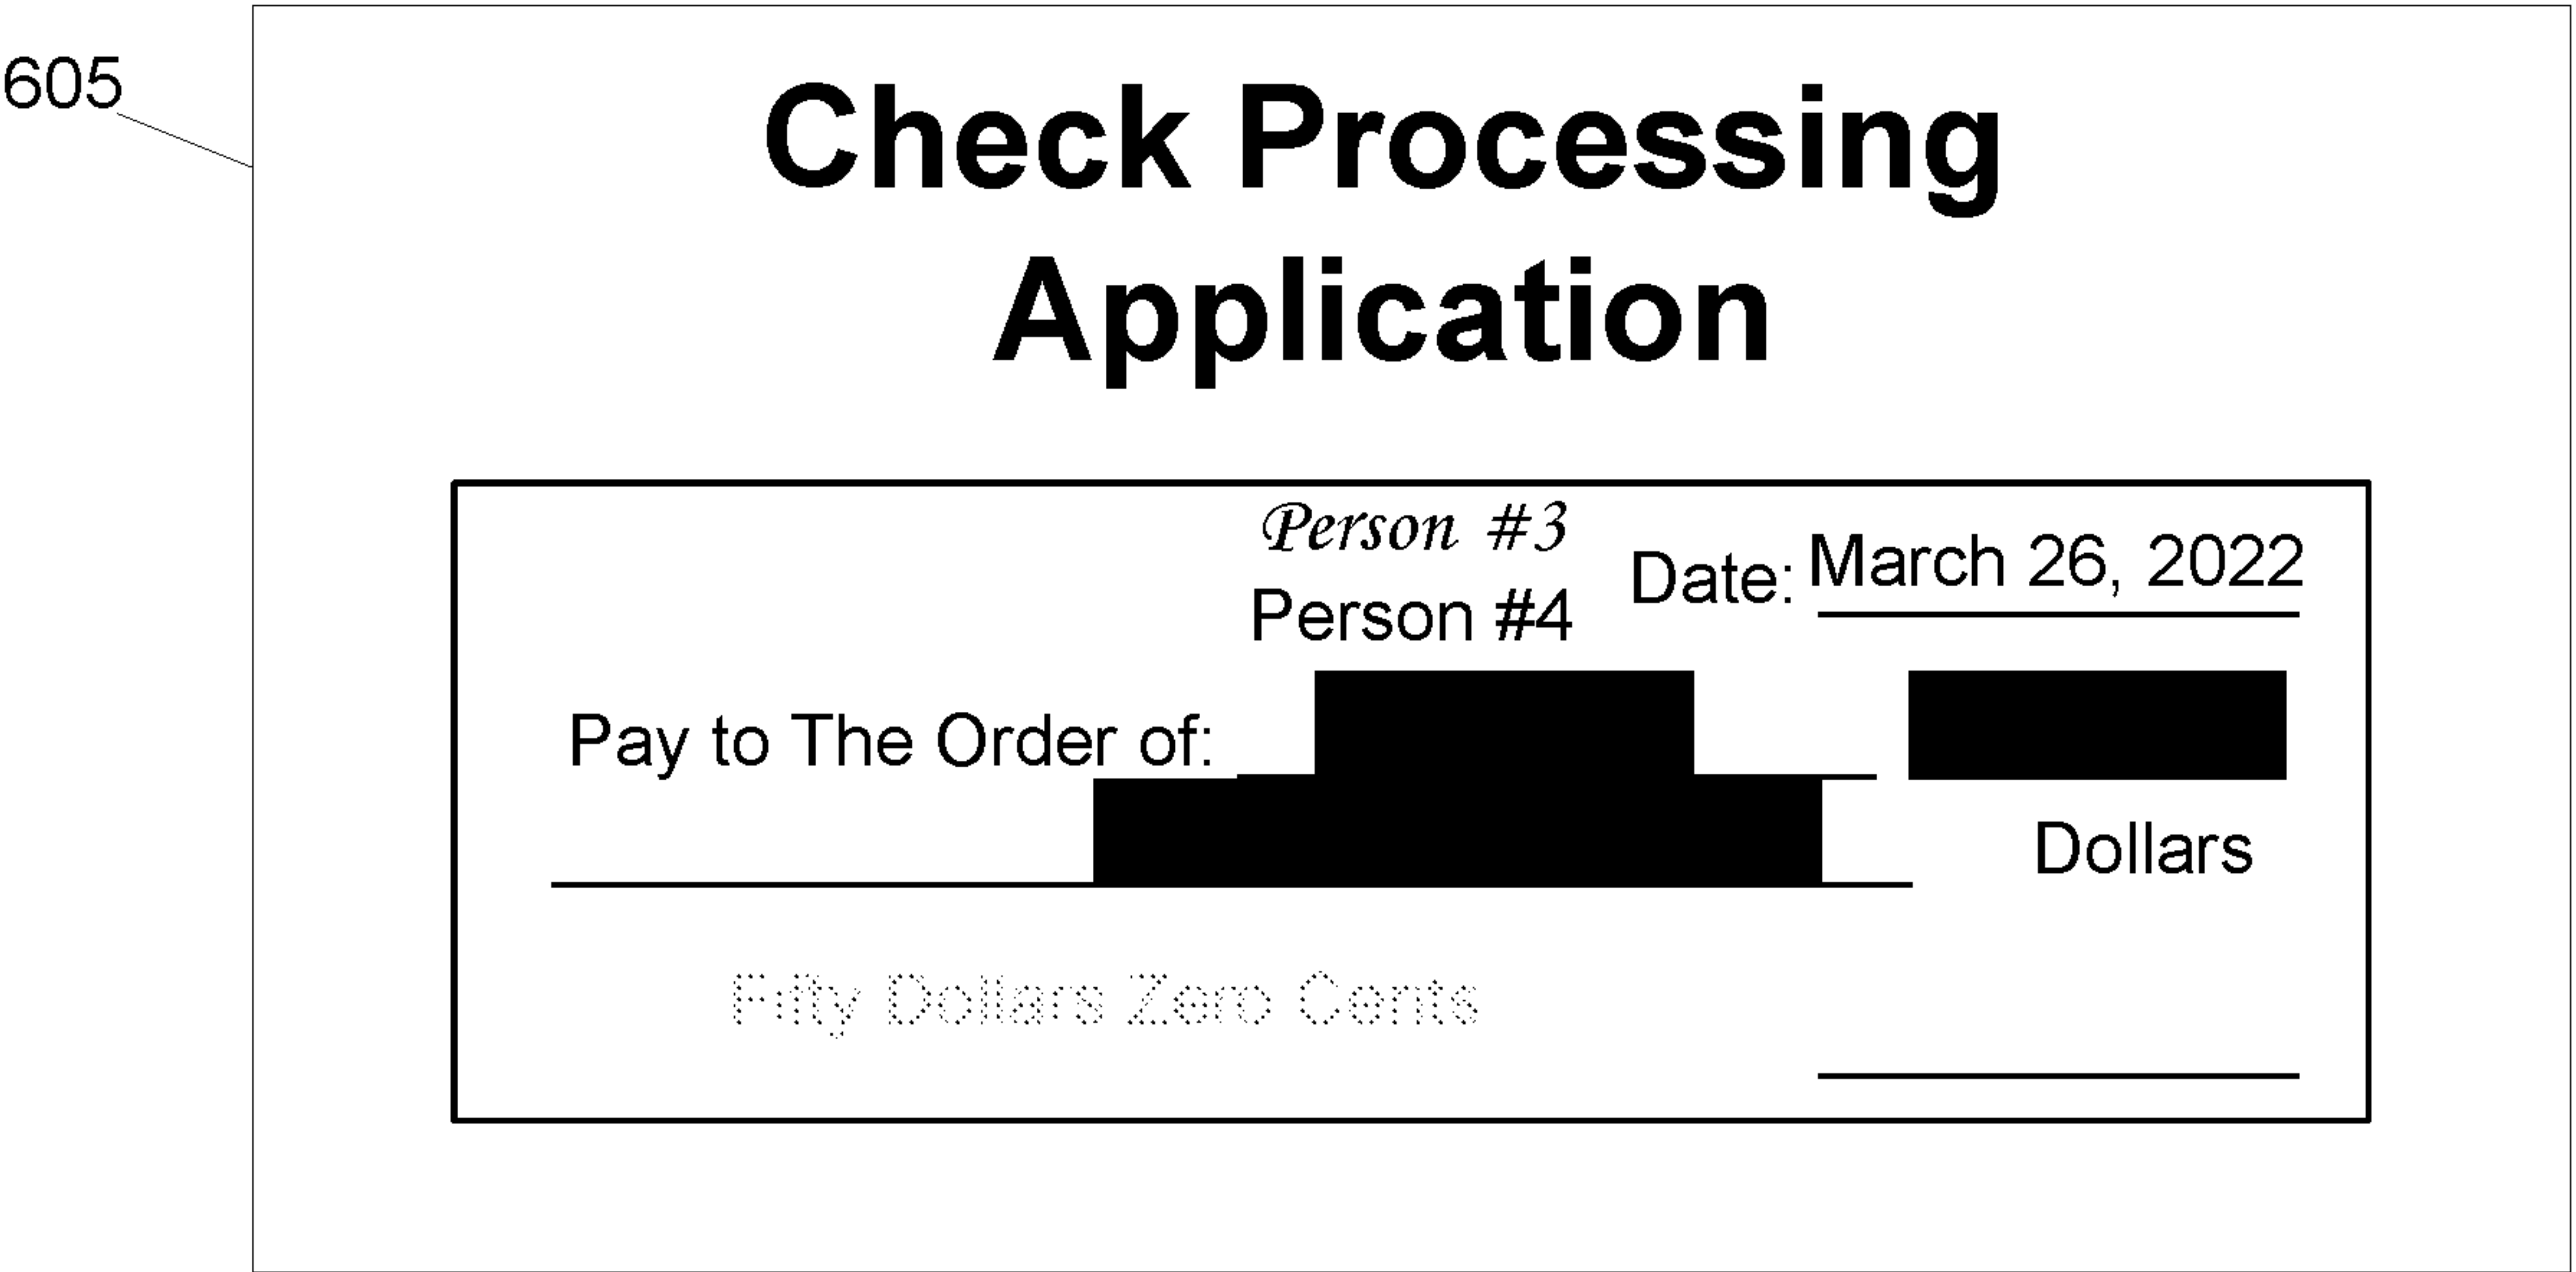 605
Check Processing
Application
Person #3
Person #4
Date: March 26, 2022
Pay to The Order of:
Dollars
Fifty Dollars Zero Cents